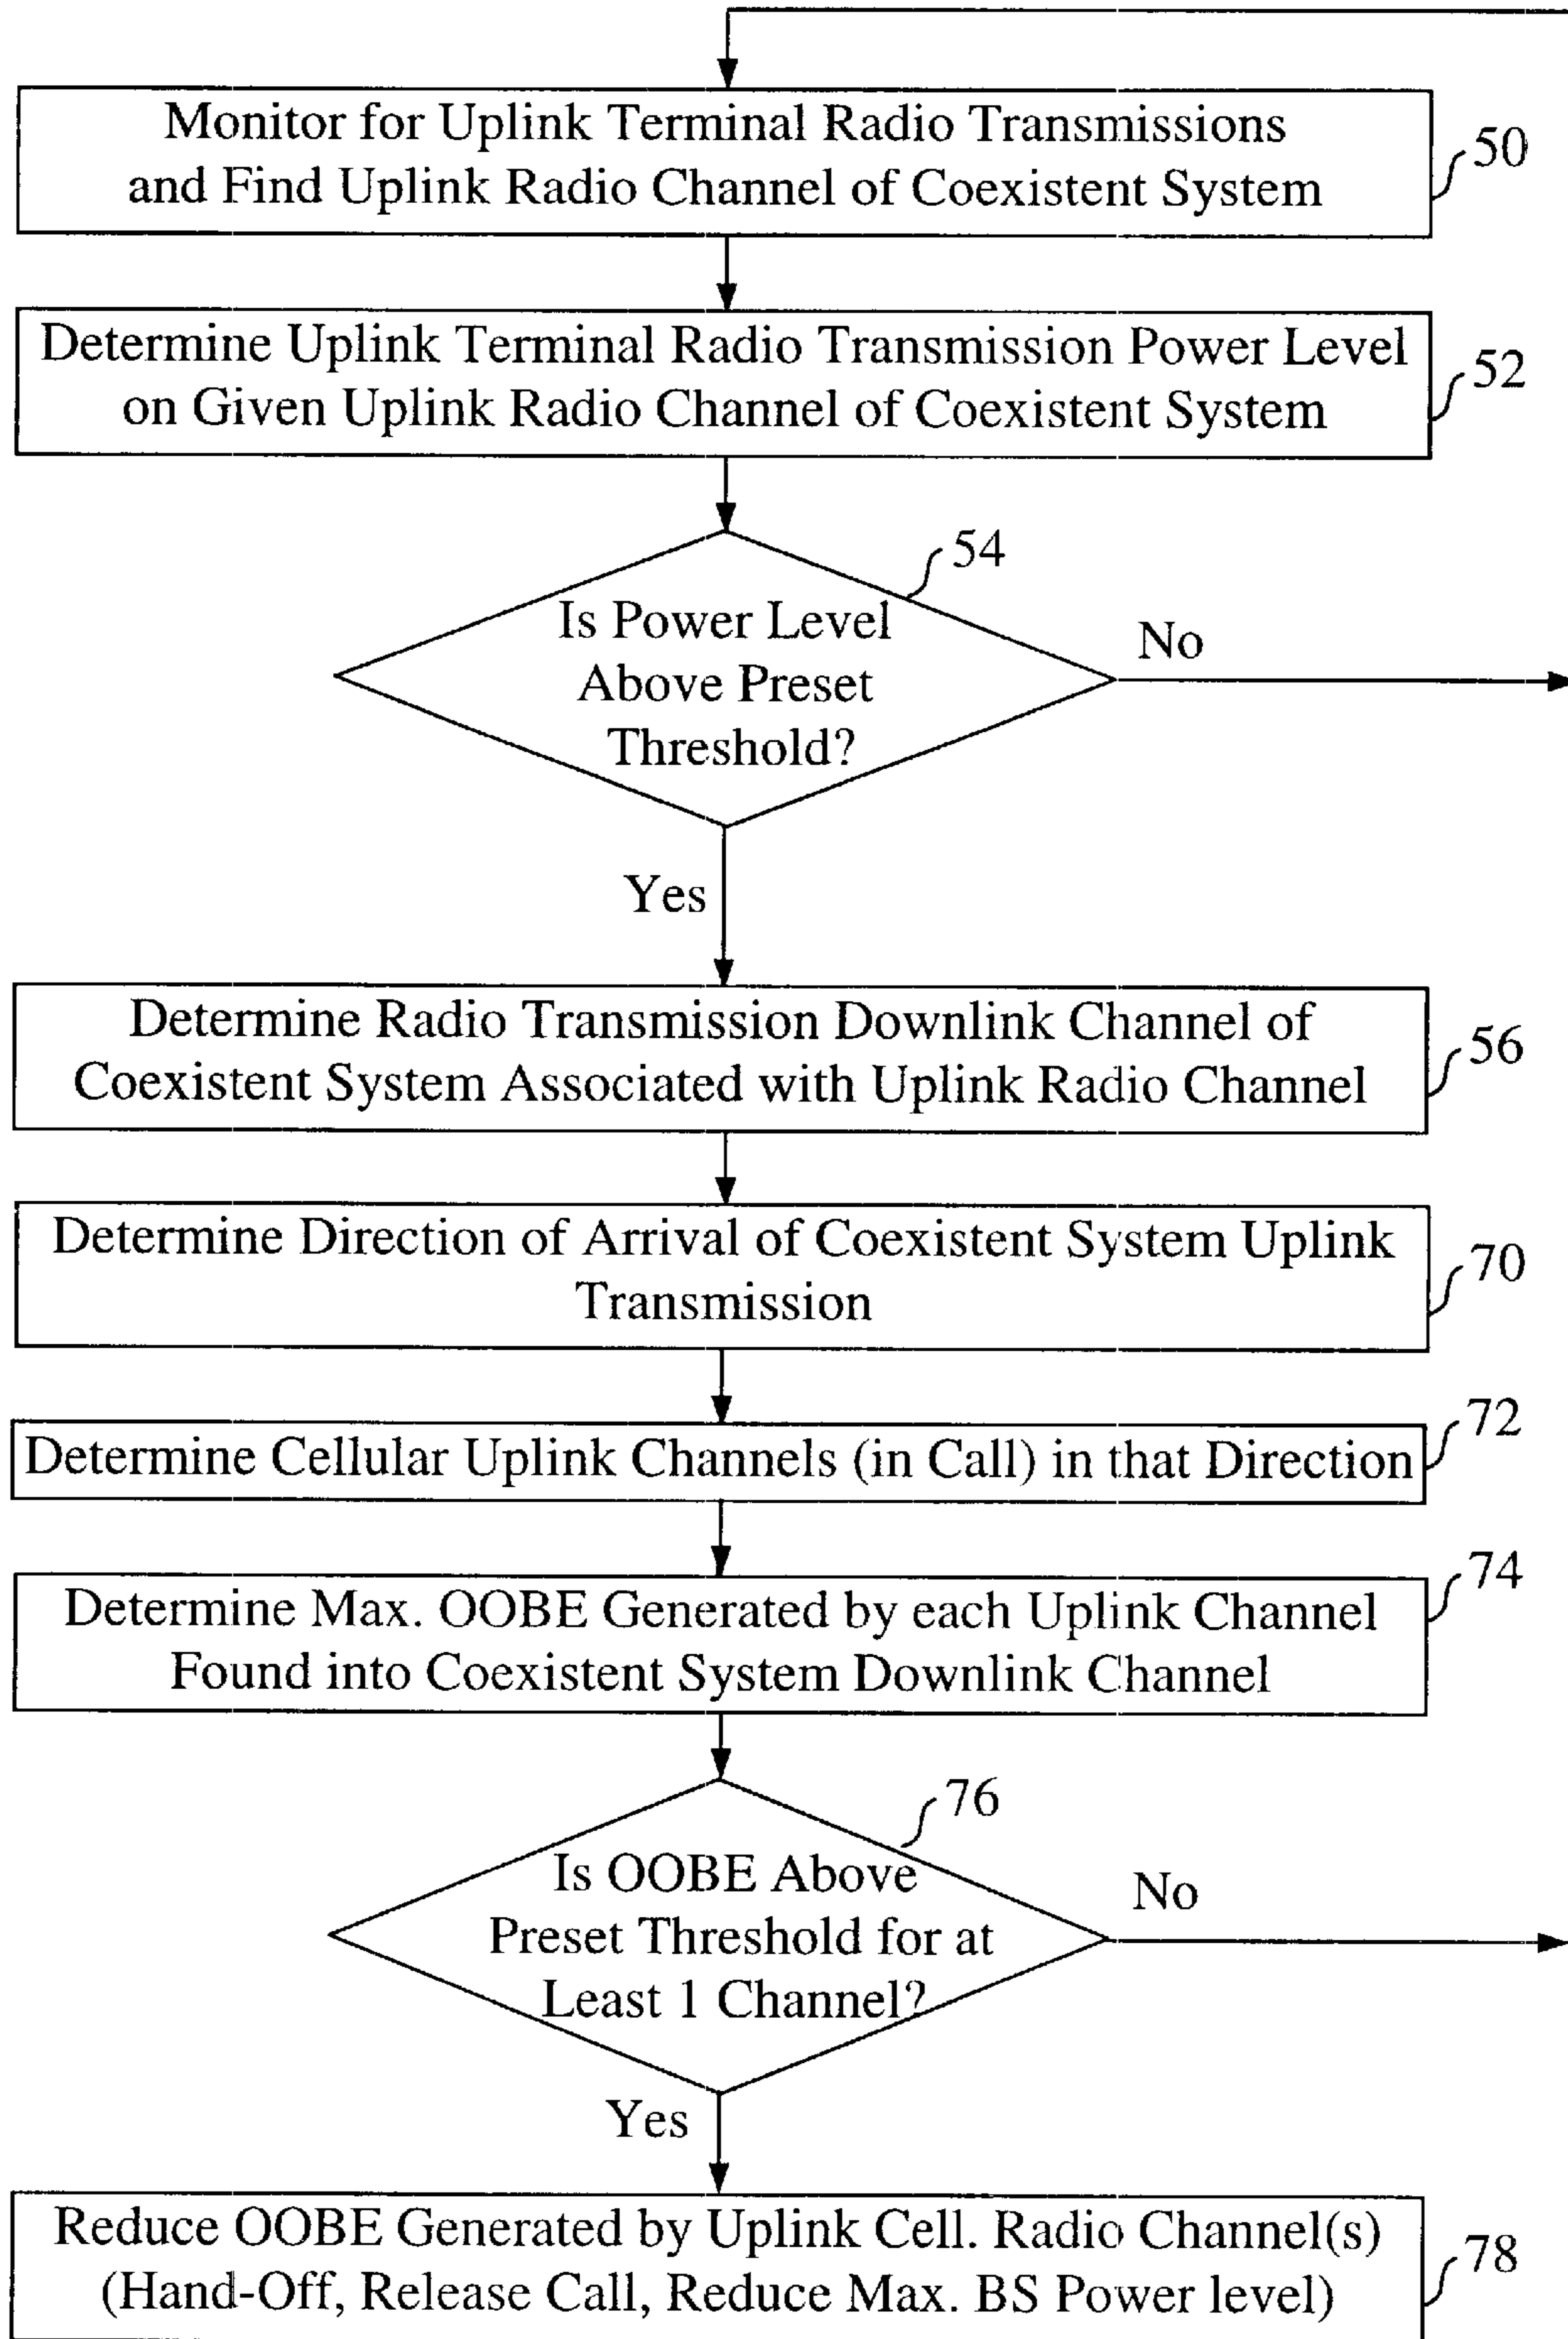 Monitor for Uplink Terminal Radio Transmissions
and Find Uplink Radio Channel of Coexistent System
50
Determine Uplink Terminal Radio Transmission Power Level
on Given Uplink Radio Channel of Coexistent System
52
54
Is Power Level
Above Preset
Threshold?
No
Yes
Determine Radio Transmission Downlink Channel of
Coexistent System Associated with Uplink Radio Channel
56
Determine Direction of Arrival of Coexistent System Uplink
Transmission
70
Determine Cellular Uplink Channels (in Call) in that Direction
72
Determine Max. OOBE Generated by each Uplink Channel
Found into Coexistent System Downlink Channel
74
76
Is OOBE Above
Preset Threshold for at
Least 1 Channel?
No
Yes
Reduce OOBE Generated by Uplink Cell. Radio Channel(s)
(Hand-Off, Release Call, Reduce Max. BS Power level)
78